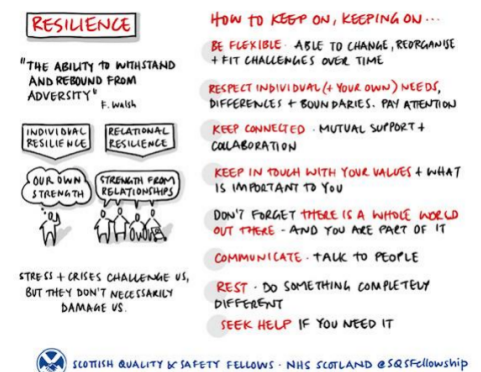 RESILIENCE
"THE ABILITY TO WITHSTAND
AND REBOUND FROM
ADVERSITY"
F. Walsh
INDIVIDUAL
RESILIENCE
RELATIONAL
RESILIENCE
OUR OWN
STRENGTH
STRENGTH FROM
RELATIONSHIPS
STRESS + CRISES CHALLENGE US,
BUT THEY DON'T NECESSARILY
DAMAGE US.
HOW TO KEEP ON, KEEPING ON...
BE FLEXIBLE · ABLE TO CHANGE, REORGANISE
+ FIT CHALLENGES OVER TIME
RESPECT INDIVIDUAL (+ YOUR OWN) NEEDS,
DIFFERENCES + BOUNDARIES. PAY ATTENTION
KEEP CONNECTED · MUTUAL SUPPORT +
COLLABORATION
KEEP IN TOUCH WITH YOUR VALUES + WHAT
IS IMPORTANT TO YOU
DON'T FORGET THERE IS A WHOLE WORLD
OUT THERE - AND YOU ARE PART OF IT
COMMUNICATE · TALK TO PEOPLE
REST · DO SOMETHING COMPLETELY
DIFFERENT
SEEK HELP IF YOU NEED IT
SCOTTISH QUALITY & SAFETY FELLOWS · NHS SCOTLAND @SQSFellowship